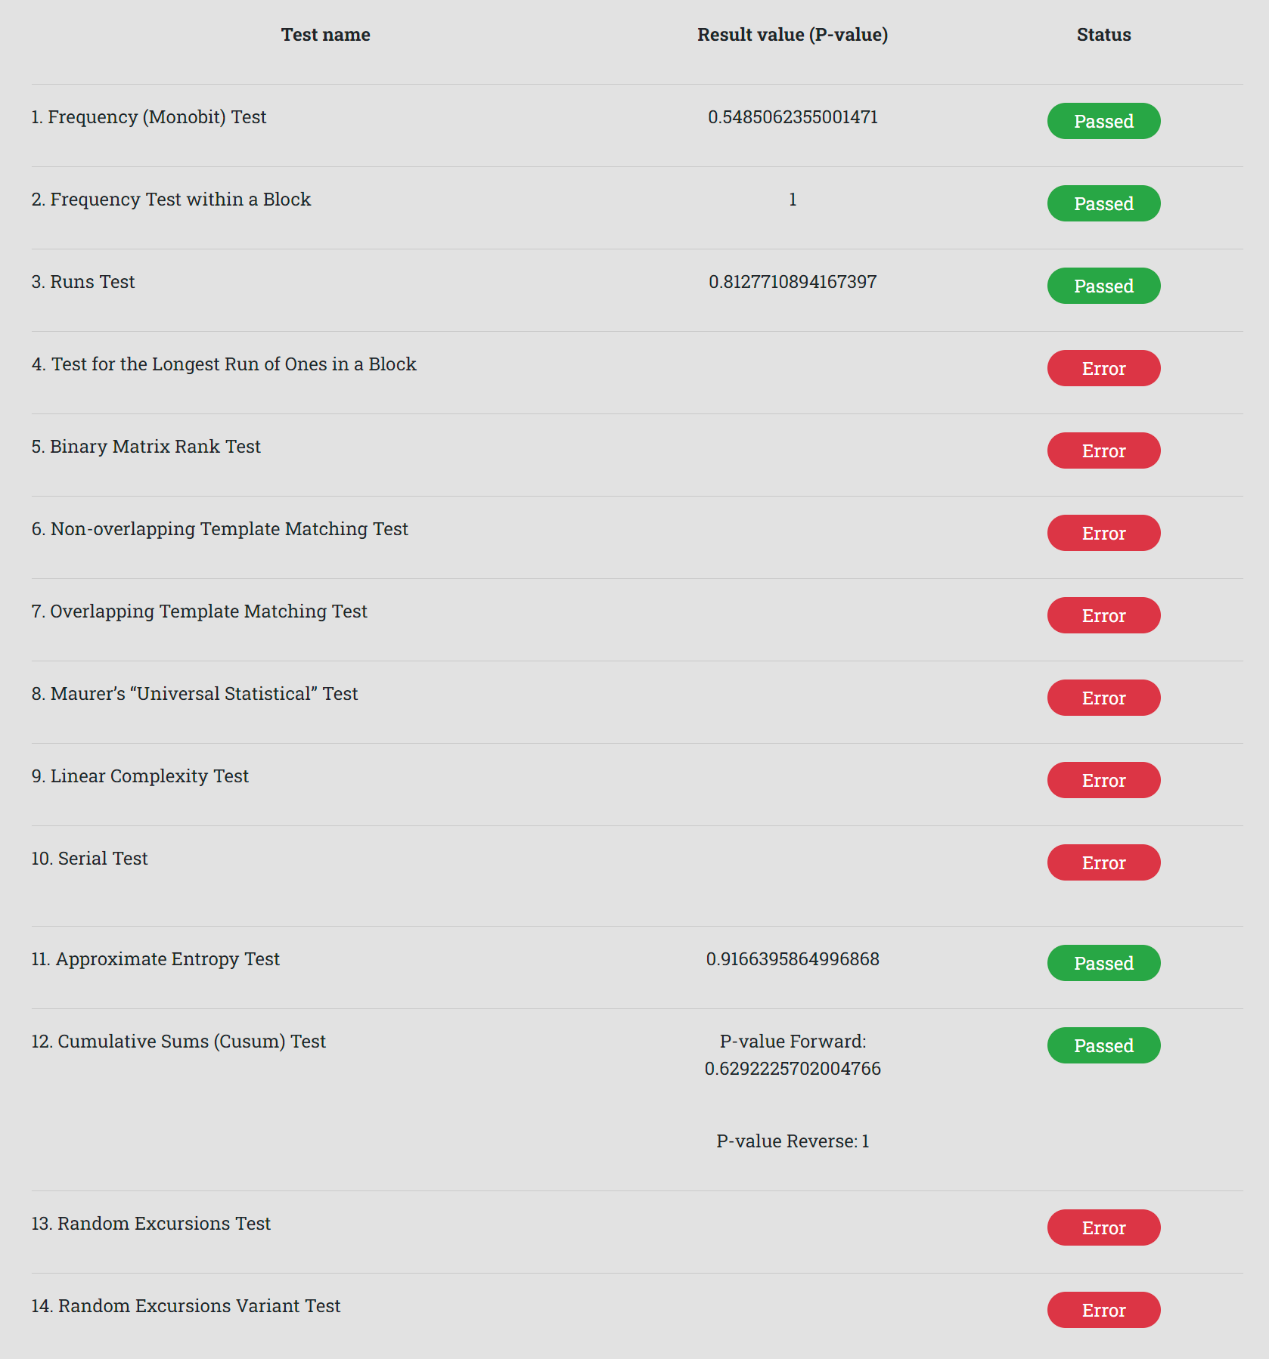 Test name Result value (P-value) Status
1. Frequency (Monobit) Test 0.5485062355001471 Passed
2. Frequency Test within a Block 1 Passed
3. Runs Test 0.8127710894167397 Passed
4. Test for the Longest Run of Ones in a Block Error
5. Binary Matrix Rank Test Error
6. Non-overlapping Template Matching Test Error
7. Overlapping Template Matching Test Error
8. Maurer’s “Universal Statistical” Test Error
9. Linear Complexity Test Error
10. Serial Test Error
11. Approximate Entropy Test 0.9166395864996868 Passed
12. Cumulative Sums (Cusum) Test P-value Forward: Passed
0.6292225702004766
P-value Reverse: 1
13. Random Excursions Test Error
14. Random Excursions Variant Test Error